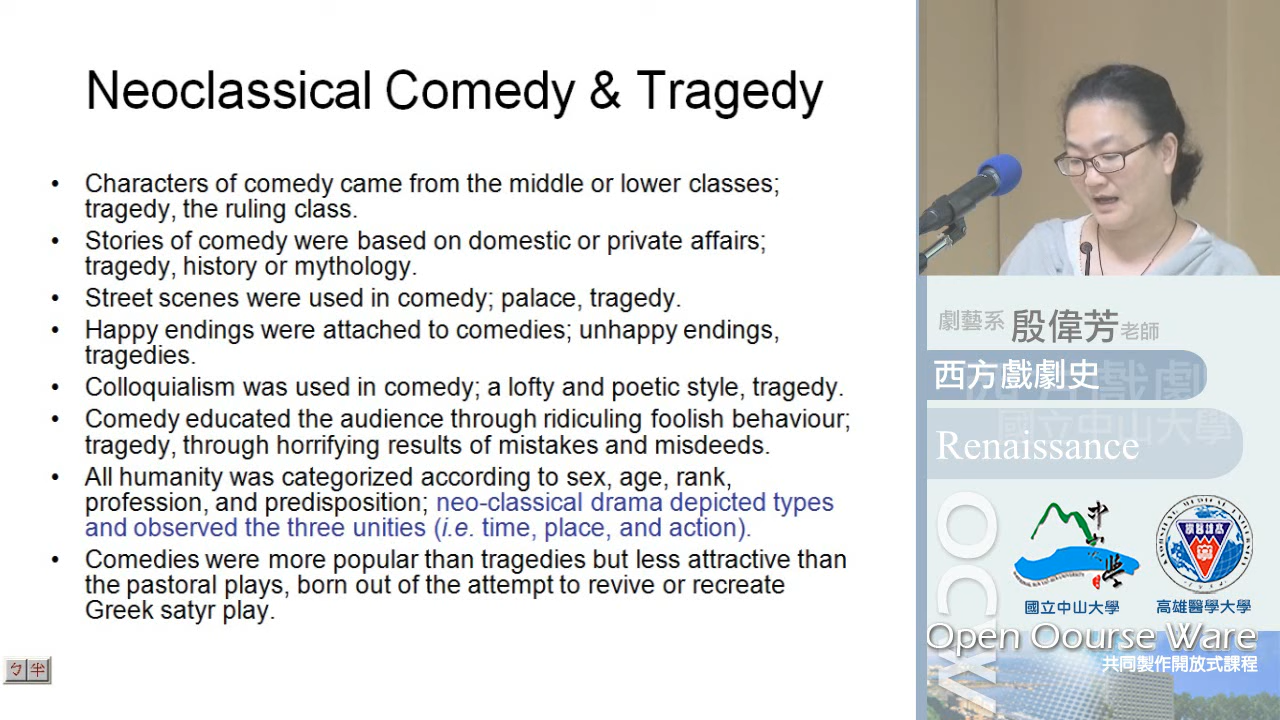 Neoclassical Comedy & Tragedy
• Characters of comedy came from the middle or lower classes;
tragedy, the ruling class.
• Stories of comedy were based on domestic or private affairs;
tragedy, history or mythology.
• Street scenes were used in comedy; palace, tragedy.
• Happy endings were attached to comedies; unhappy endings,
tragedies.
• Colloquialism was used in comedy; a lofty and poetic style, tragedy.
• Comedy educated the audience through ridiculing foolish behaviour;
tragedy, through horrifying results of mistakes and misdeeds.
• All humanity was categorized according to sex, age, rank,
profession, and predisposition; neo-classical drama depicted types
and observed the three unities (i.e. time, place, and action).
• Comedies were more popular than tragedies but less attractive than
the pastoral plays, born out of the attempt to revive or recreate
Greek satyr play.
ㄅ半
劇藝系 殷偉芳老師
西方戲劇史
國立中山大學
Renaissance
OCW
國立中山大學
高雄醫學大學
Open Oourse Ware
共同製作開放式課程